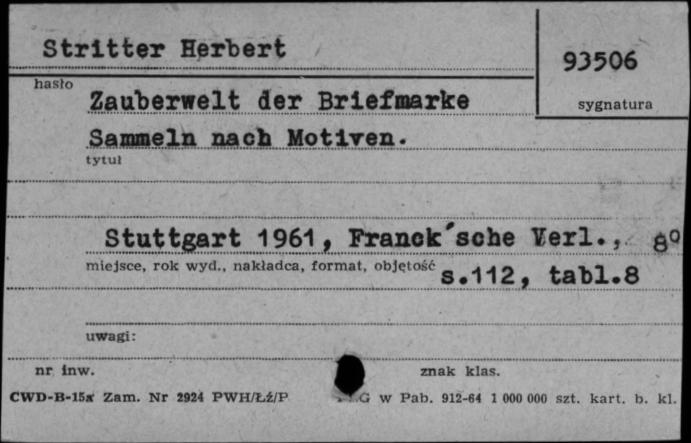 Stritter Herbert
93506
hasło
sygnatura
Zauberwelt der Briefmarke
Sammeln nach Motiven.
tytuł
Stuttgart 1961, Franck'sche Verl., 8º
miejsce, rok wyd., nakładca, format, objętość s.112, tabl.8
uwagi:
nr inw. znak klas.
CWD-B-15a Zam. Nr 2924 PWH/Łź/P G w Pab. 912-64 1 000 000 szt. kart. b. kl.